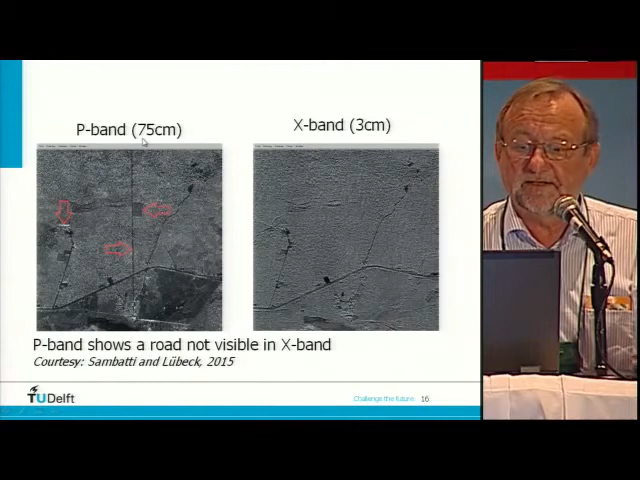 P-band (75cm)
X-band (3cm)
P-band shows a road not visible in X-band
Courtesy: Sambatti and Lübeck, 2015
TUDelft
Challenge the future
16